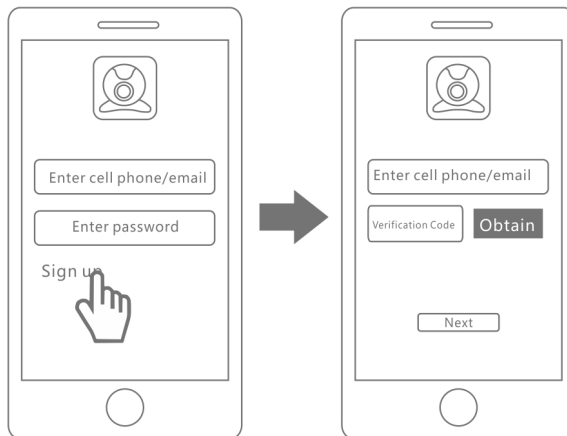 Enter cell phone/email
Enter password
Sign up
Enter cell phone/email
Verification Code
Obtain
Next